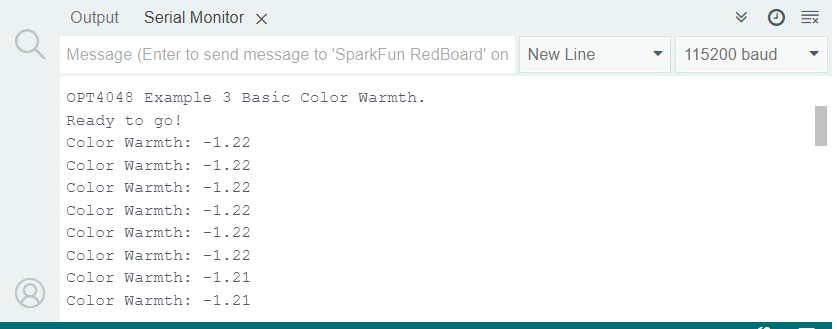 Output Serial Monitor
Message (Enter to send message to 'SparkFun RedBoard' on New Line 115200 baud
OPT4048 Example 3 Basic Color Warmth.
Ready to go!
Color Warmth: -1.22
Color Warmth: -1.22
Color Warmth: -1.22
Color Warmth: -1.22
Color Warmth: -1.22
Color Warmth: -1.22
Color Warmth: -1.21
Color Warmth: -1.21